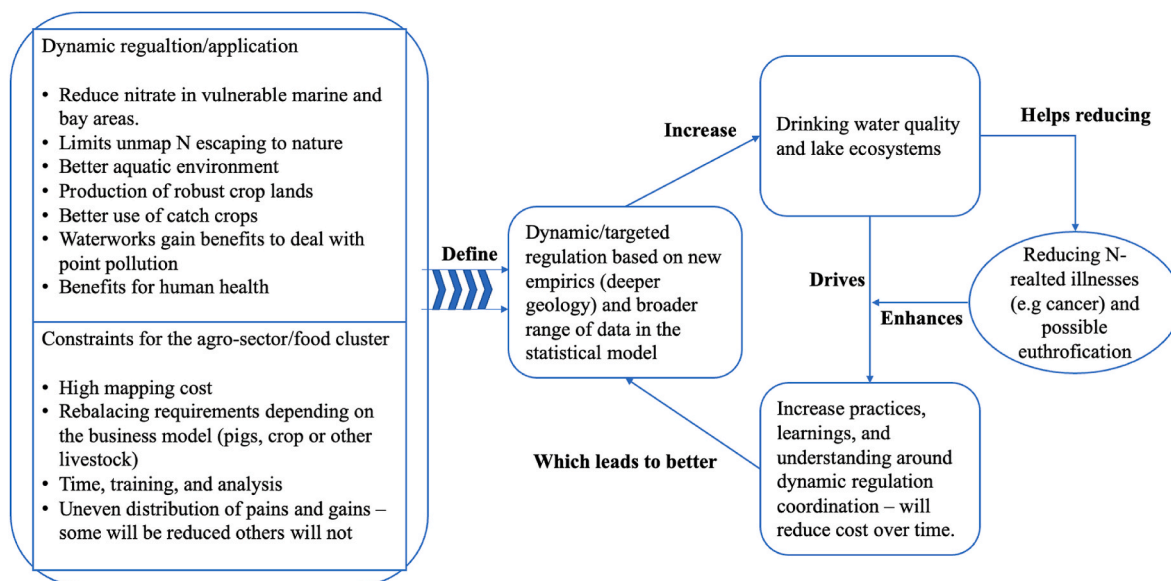 Dynamic regualtion/application
• Reduce nitrate in vulnerable marine and
bay areas.
• Limits unmap N escaping to nature
• Better aquatic environment
• Production of robust crop lands
• Better use of catch crops
• Waterworks gain benefits to deal with
point pollution
• Benefits for human health
Constraints for the agro-sector/food cluster
• High mapping cost
• Rebalacing requirements depending on
the business model (pigs, crop or other
livestock)
• Time, training, and analysis
• Uneven distribution of pains and gains –
some will be reduced others will not
Define
Dynamic/targeted
regulation based on new
empirics (deeper
geology) and broader
range of data in the
statistical model
Increase
Drinking water quality
and lake ecosystems
Helps reducing
Reducing N-
realted illnesses
(e.g cancer) and
possible
euthrofication
Drives
Enhances
Increase practices,
learnings, and
understanding around
dynamic regulation
coordination – will
reduce cost over time.
Which leads to better